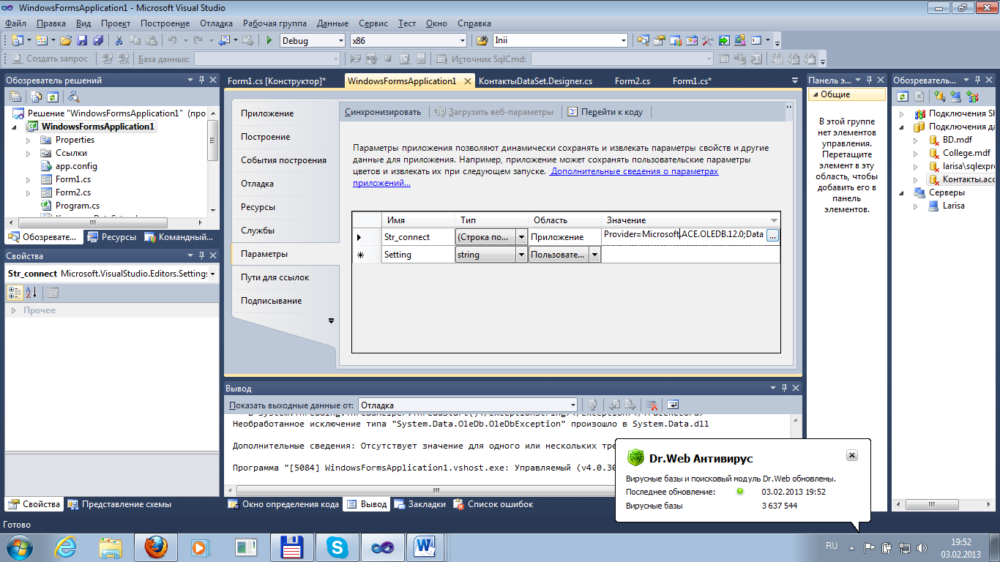 WindowsFormsApplication1 - Microsoft Visual Studio
Файл Правка Вид Проект Построение Отладка Рабочая группа Данные Сервис Тест Окно Справка
Debug x86 Inii
Создать запрос База данных: Источник SqlCmd:
Обозреватель решений
Решение "WindowsFormsApplication1" (про
WindowsFormsApplication1
Properties
Ссылки
app.config
Form1.cs
Form2.cs
Program.cs
Обозревате... Ресурсы Командный...
Свойства
Str_connect Microsoft.VisualStudio.Editors.Settings
Прочее
Свойства Представление схемы
Form1.cs [Конструктор]* WindowsFormsApplication1 КонтактыDataSet.Designer.cs Form2.cs Form1.cs*
Приложение
Построение
События построения
Отладка
Ресурсы
Службы
Параметры
Пути для ссылок
Подписывание
Синхронизировать Загрузить веб-параметры Перейти к коду
Параметры приложения позволяют динамически сохранять и извлекать параметры свойств и другие
данные для приложения. Например, приложение может сохранять пользовательские параметры
цветов и извлекать их при следующем запуске. Дополнительные сведения о параметрах
приложений...
Имя Тип Область Значение
Str_connect (Строка по... Приложение Provider=Microsoft.ACE.OLEDB.12.0;Data ...
Setting string Пользовате...
Вывод
Показать выходные данные от: Отладка
в System.Threading.ThreadHelper.ThreadStart()</ExceptionString></Exception></TraceRecord>
Необработанное исключение типа "System.Data.OleDb.OleDbException" произошло в System.Data.dll
Дополнительные сведения: Отсутствует значение для одного или нескольких тре
Программа "[5084] WindowsFormsApplication1.vshost.exe: Управляемый (v4.0.30
Окно определения кода Вывод Закладки Список ошибок
Панель э...
Общие
В этой группе
нет элементов
управления.
Перетащите
элемент в эту
область, чтобы
добавить его в
панель
элементов.
Обозреватель...
Подключения Sh
Подключения да
BD.mdf
College.mdf
larisa\sqlexpre
Контакты.acc
Серверы
Larisa
Dr.Web Антивирус
Вирусные базы и поисковый модуль Dr.Web обновлены.
Последнее обновление: 03.02.2013 19:52
Вирусные базы 3 637 544
Готово
RU
19:52
03.02.2013